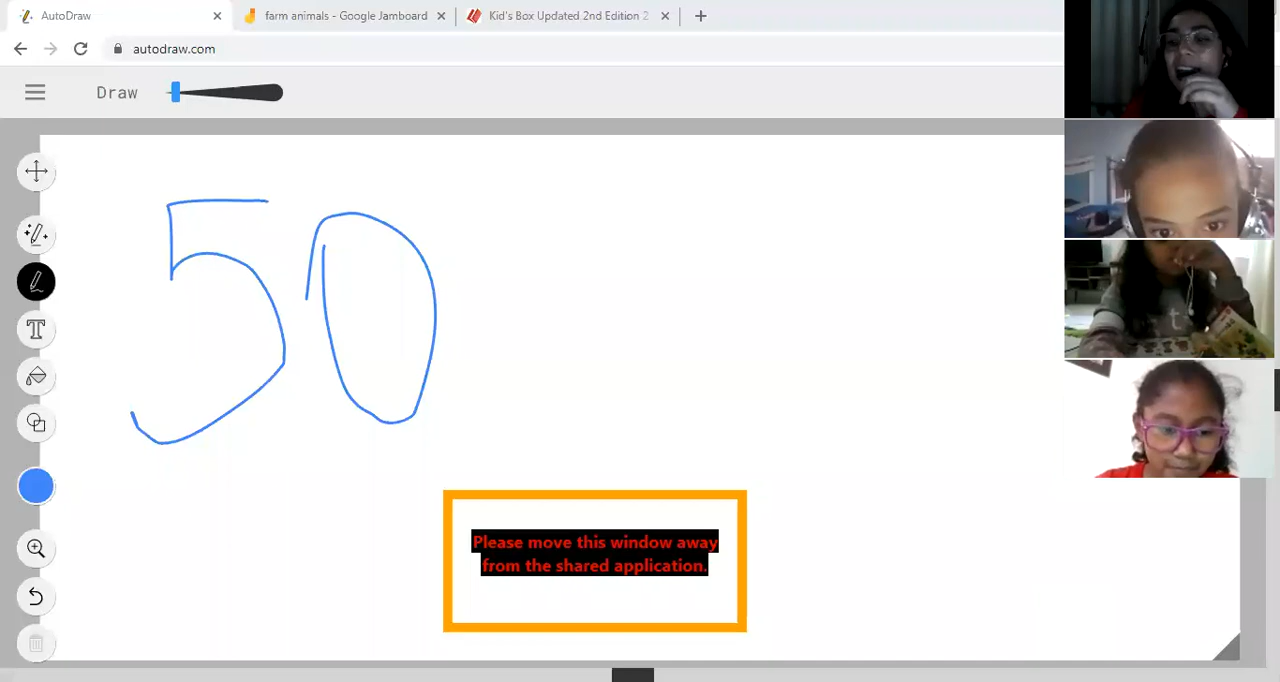 AutoDraw
farm animals - Google Jamboard
Kid's Box Updated 2nd Edition 2
autodraw.com
Draw
50
T
Please move this window away
from the shared application.